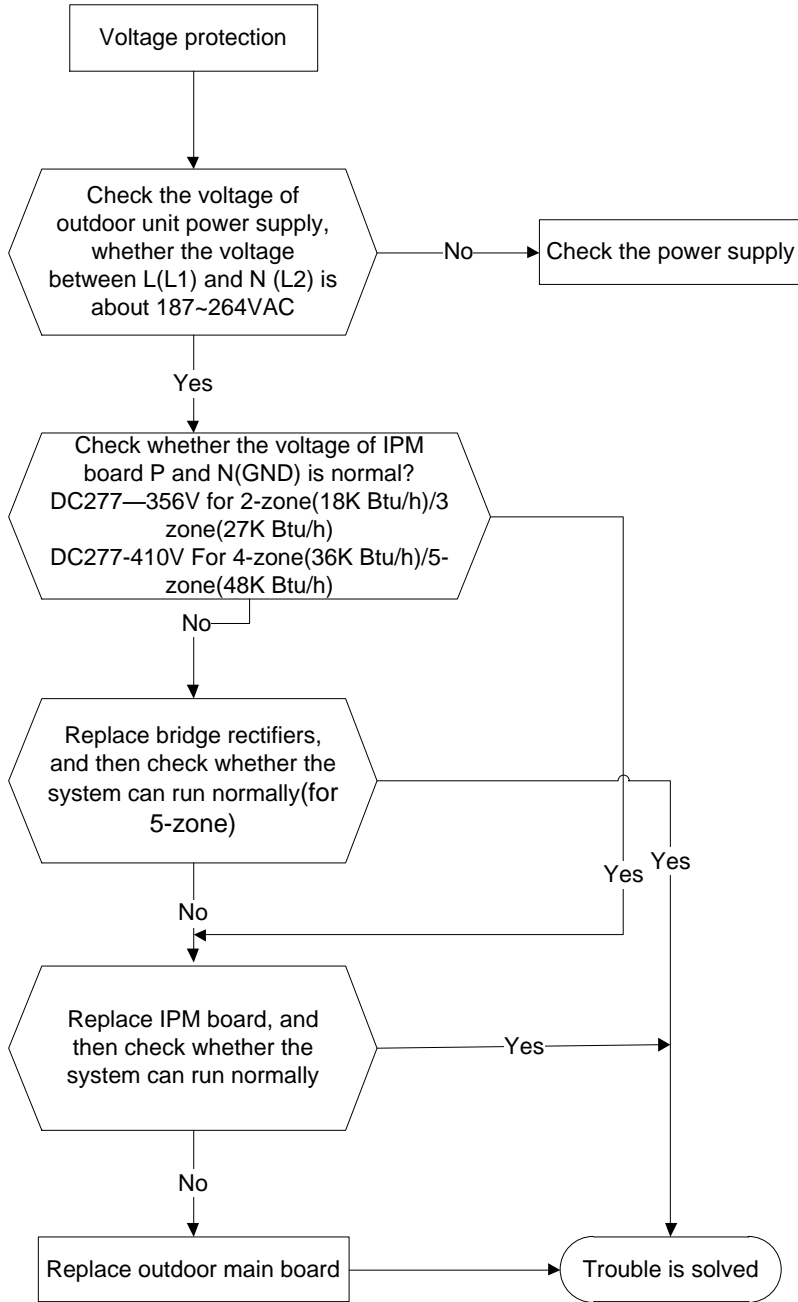 Voltage protection
Check the voltage of
outdoor unit power supply,
whether the voltage
between L(L1) and N (L2) is
about 187~264VAC
No
Check the power supply
Yes
Check whether the voltage of IPM
board P and N(GND) is normal?
DC277—356V for 2-zone(18K Btu/h)/3
zone(27K Btu/h)
DC277-410V For 4-zone(36K Btu/h)/5-
zone(48K Btu/h)
No
Replace bridge rectifiers,
and then check whether the
system can run normally(for
5-zone)
Yes
Yes
No
Replace IPM board, and
then check whether the
system can run normally
Yes
No
Replace outdoor main board
Trouble is solved